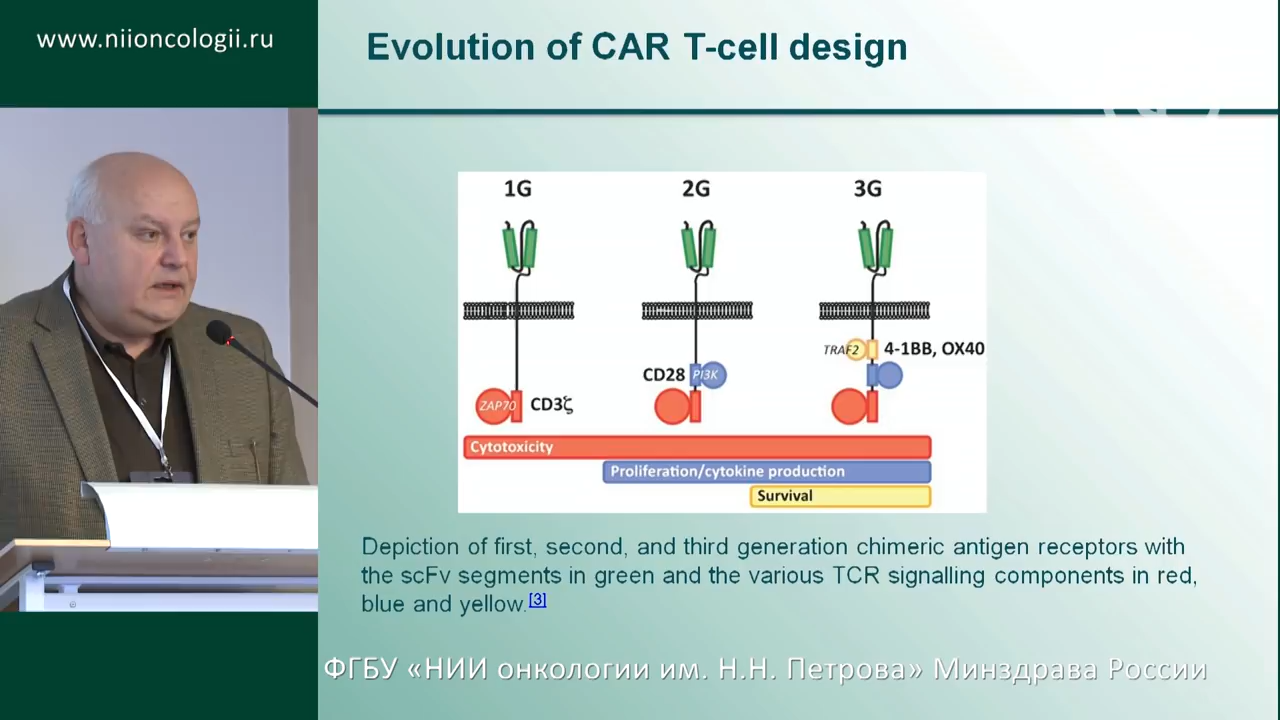 www.niioncologii.ru
Evolution of CAR T-cell design
1G 2G 3G
TRAF2 4-1BB, OX40
CD28 PI3K
ZAP70 CD3ζ
Cytotoxicity
Proliferation/cytokine production
Survival
Depiction of first, second, and third generation chimeric antigen receptors with
the scFv segments in green and the various TCR signalling components in red,
blue and yellow.[3]
ФГБУ «НИИ онкологии им. Н.Н. Петрова» Минздрава России